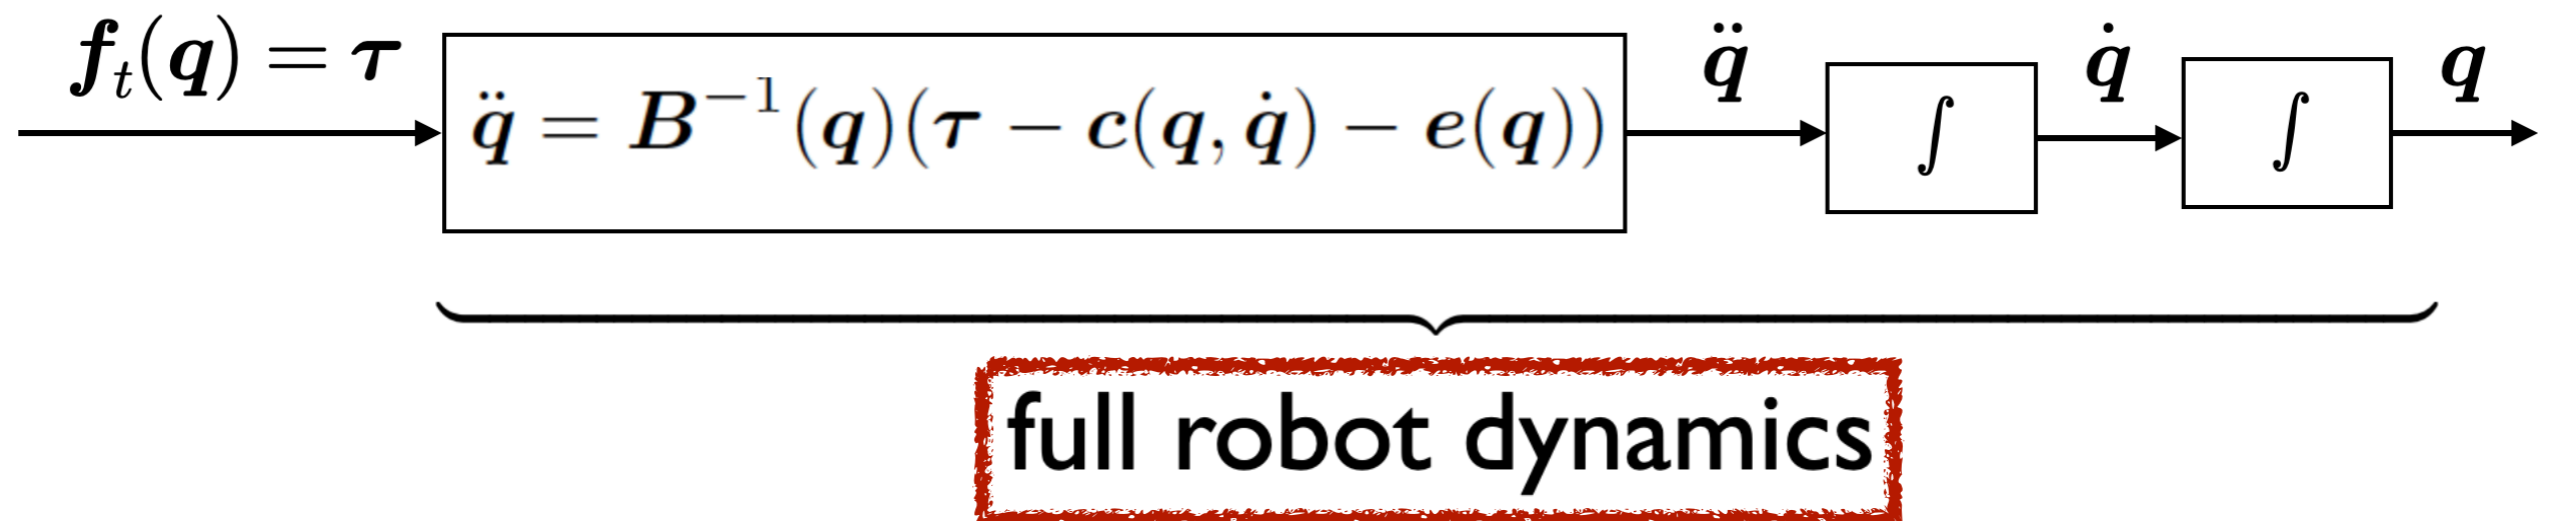 f_t(q) = τ
q̈ = B⁻¹(q)(τ − c(q, q̇) − e(q))
q̈
∫
q̇
∫
q
full robot dynamics